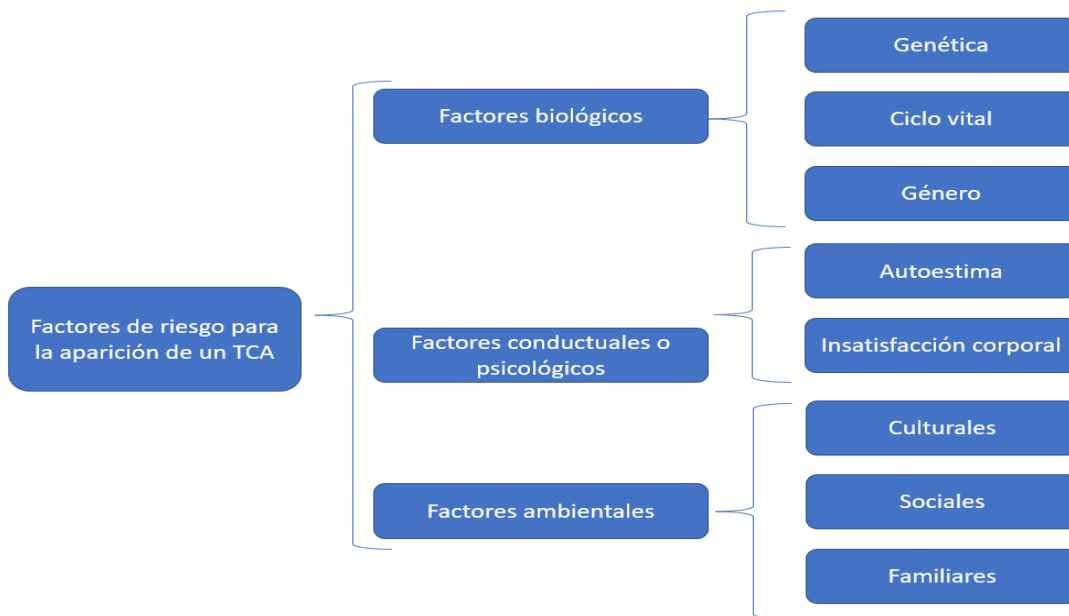 Factores de riesgo para
la aparición de un TCA
Factores biológicos
Genética
Ciclo vital
Género
Factores conductuales o
psicológicos
Autoestima
Insatisfacción corporal
Factores ambientales
Culturales
Sociales
Familiares